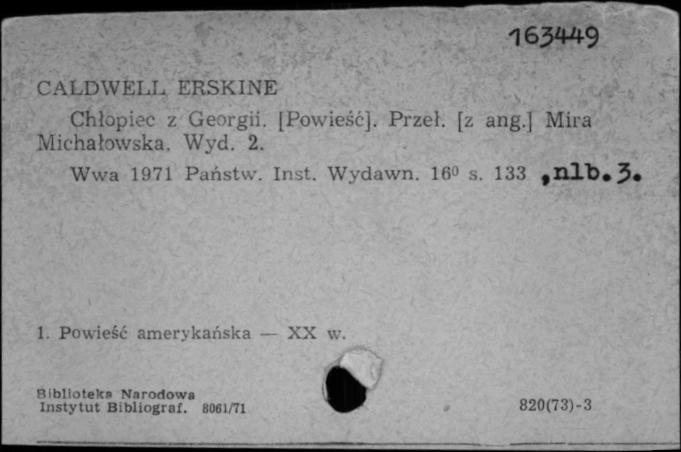 163449
CALDWELL ERSKINE
Chłopiec z Georgii. [Powieść]. Przeł. [z ang.] Mira
Michałowska. Wyd. 2.
Wwa 1971 Państw. Inst. Wydawn. 16⁰ s. 133 , nlb. 3.
1. Powieść amerykańska — XX w.
Biblioteka Narodowa
Instytut Bibliograf. 8061/71
820(73)-3